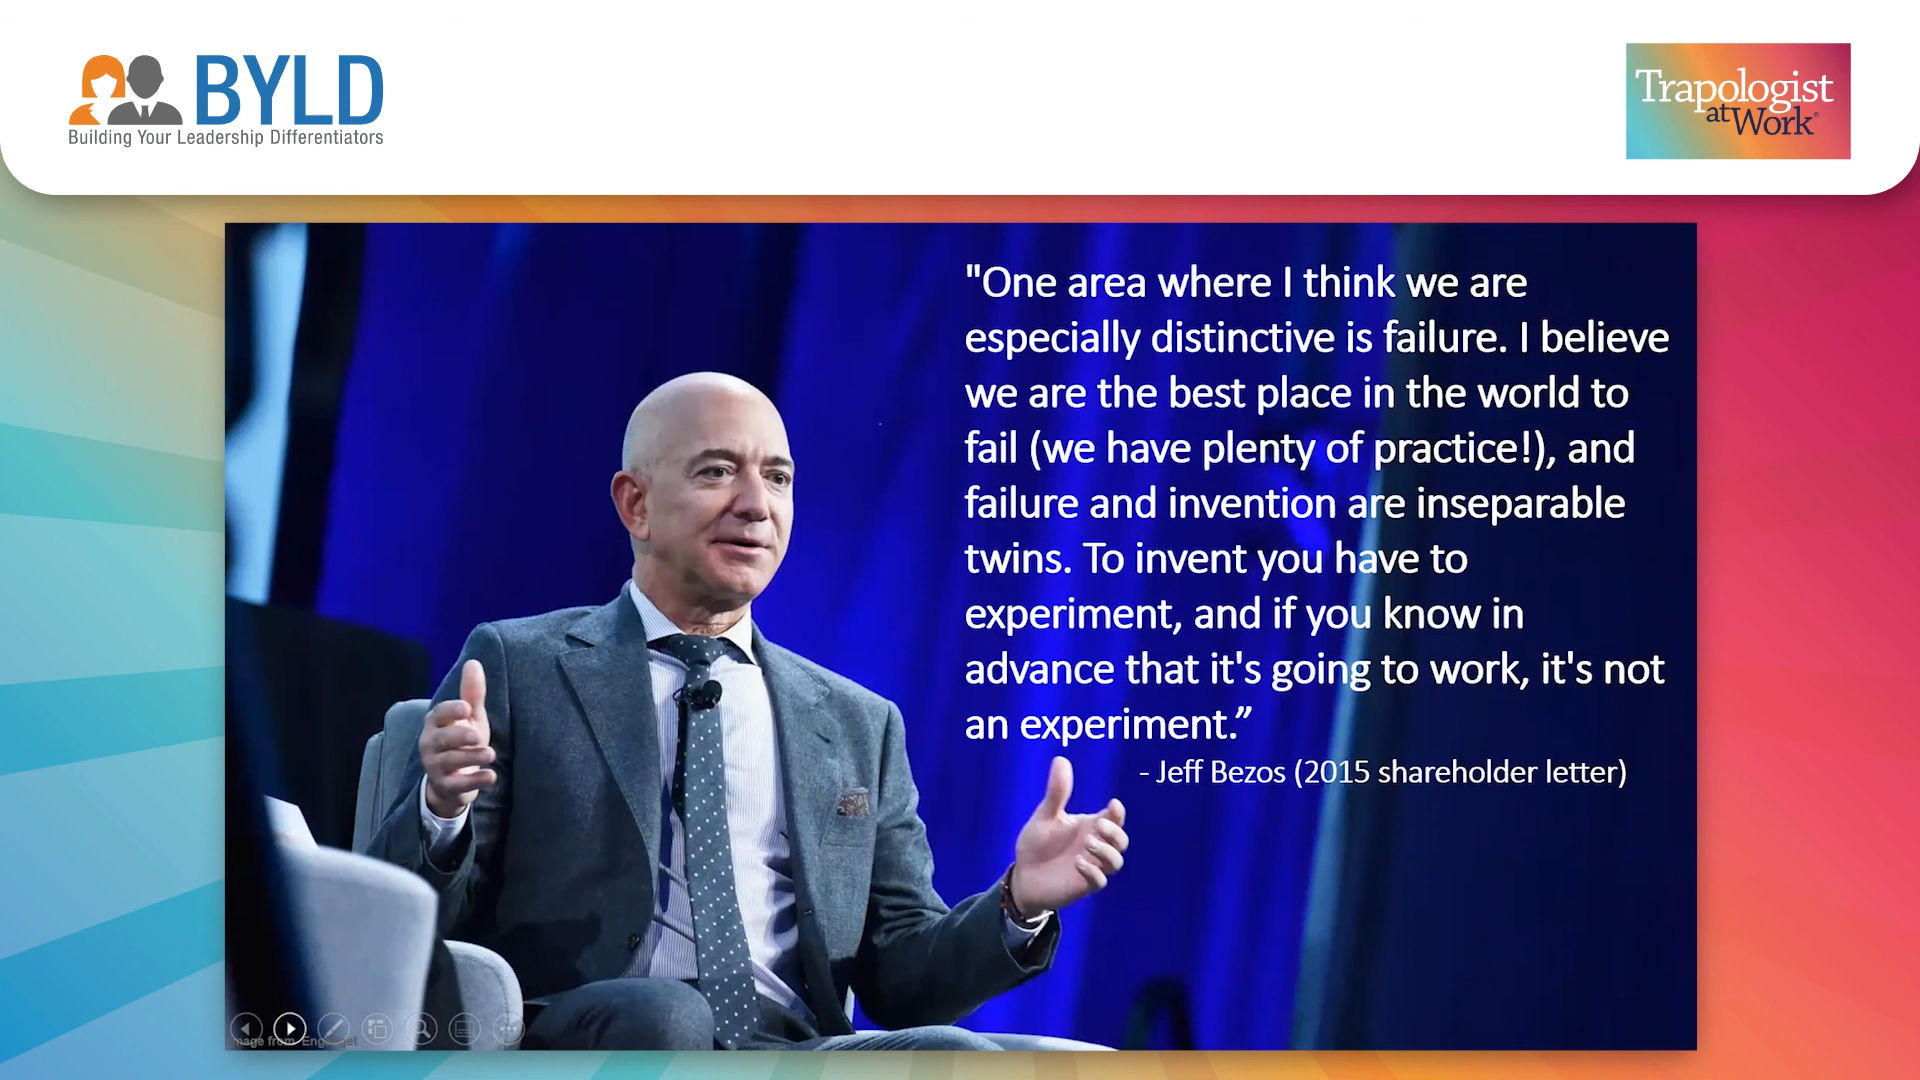 BYLD
Building Your Leadership Differentiators
Trapologist
at Work®
"One area where I think we are
especially distinctive is failure. I believe
we are the best place in the world to
fail (we have plenty of practice!), and
failure and invention are inseparable
twins. To invent you have to
experiment, and if you know in
advance that it's going to work, it's not
an experiment.”
- Jeff Bezos (2015 shareholder letter)
mage from